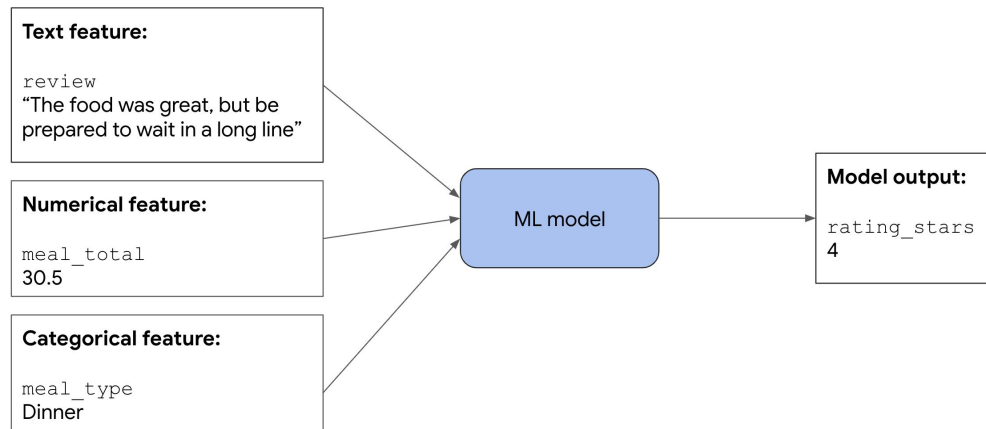 Text feature:
review
“The food was great, but be
prepared to wait in a long line”
Numerical feature:
meal_total
30.5
Categorical feature:
meal_type
Dinner
ML model
Model output:
rating_stars
4